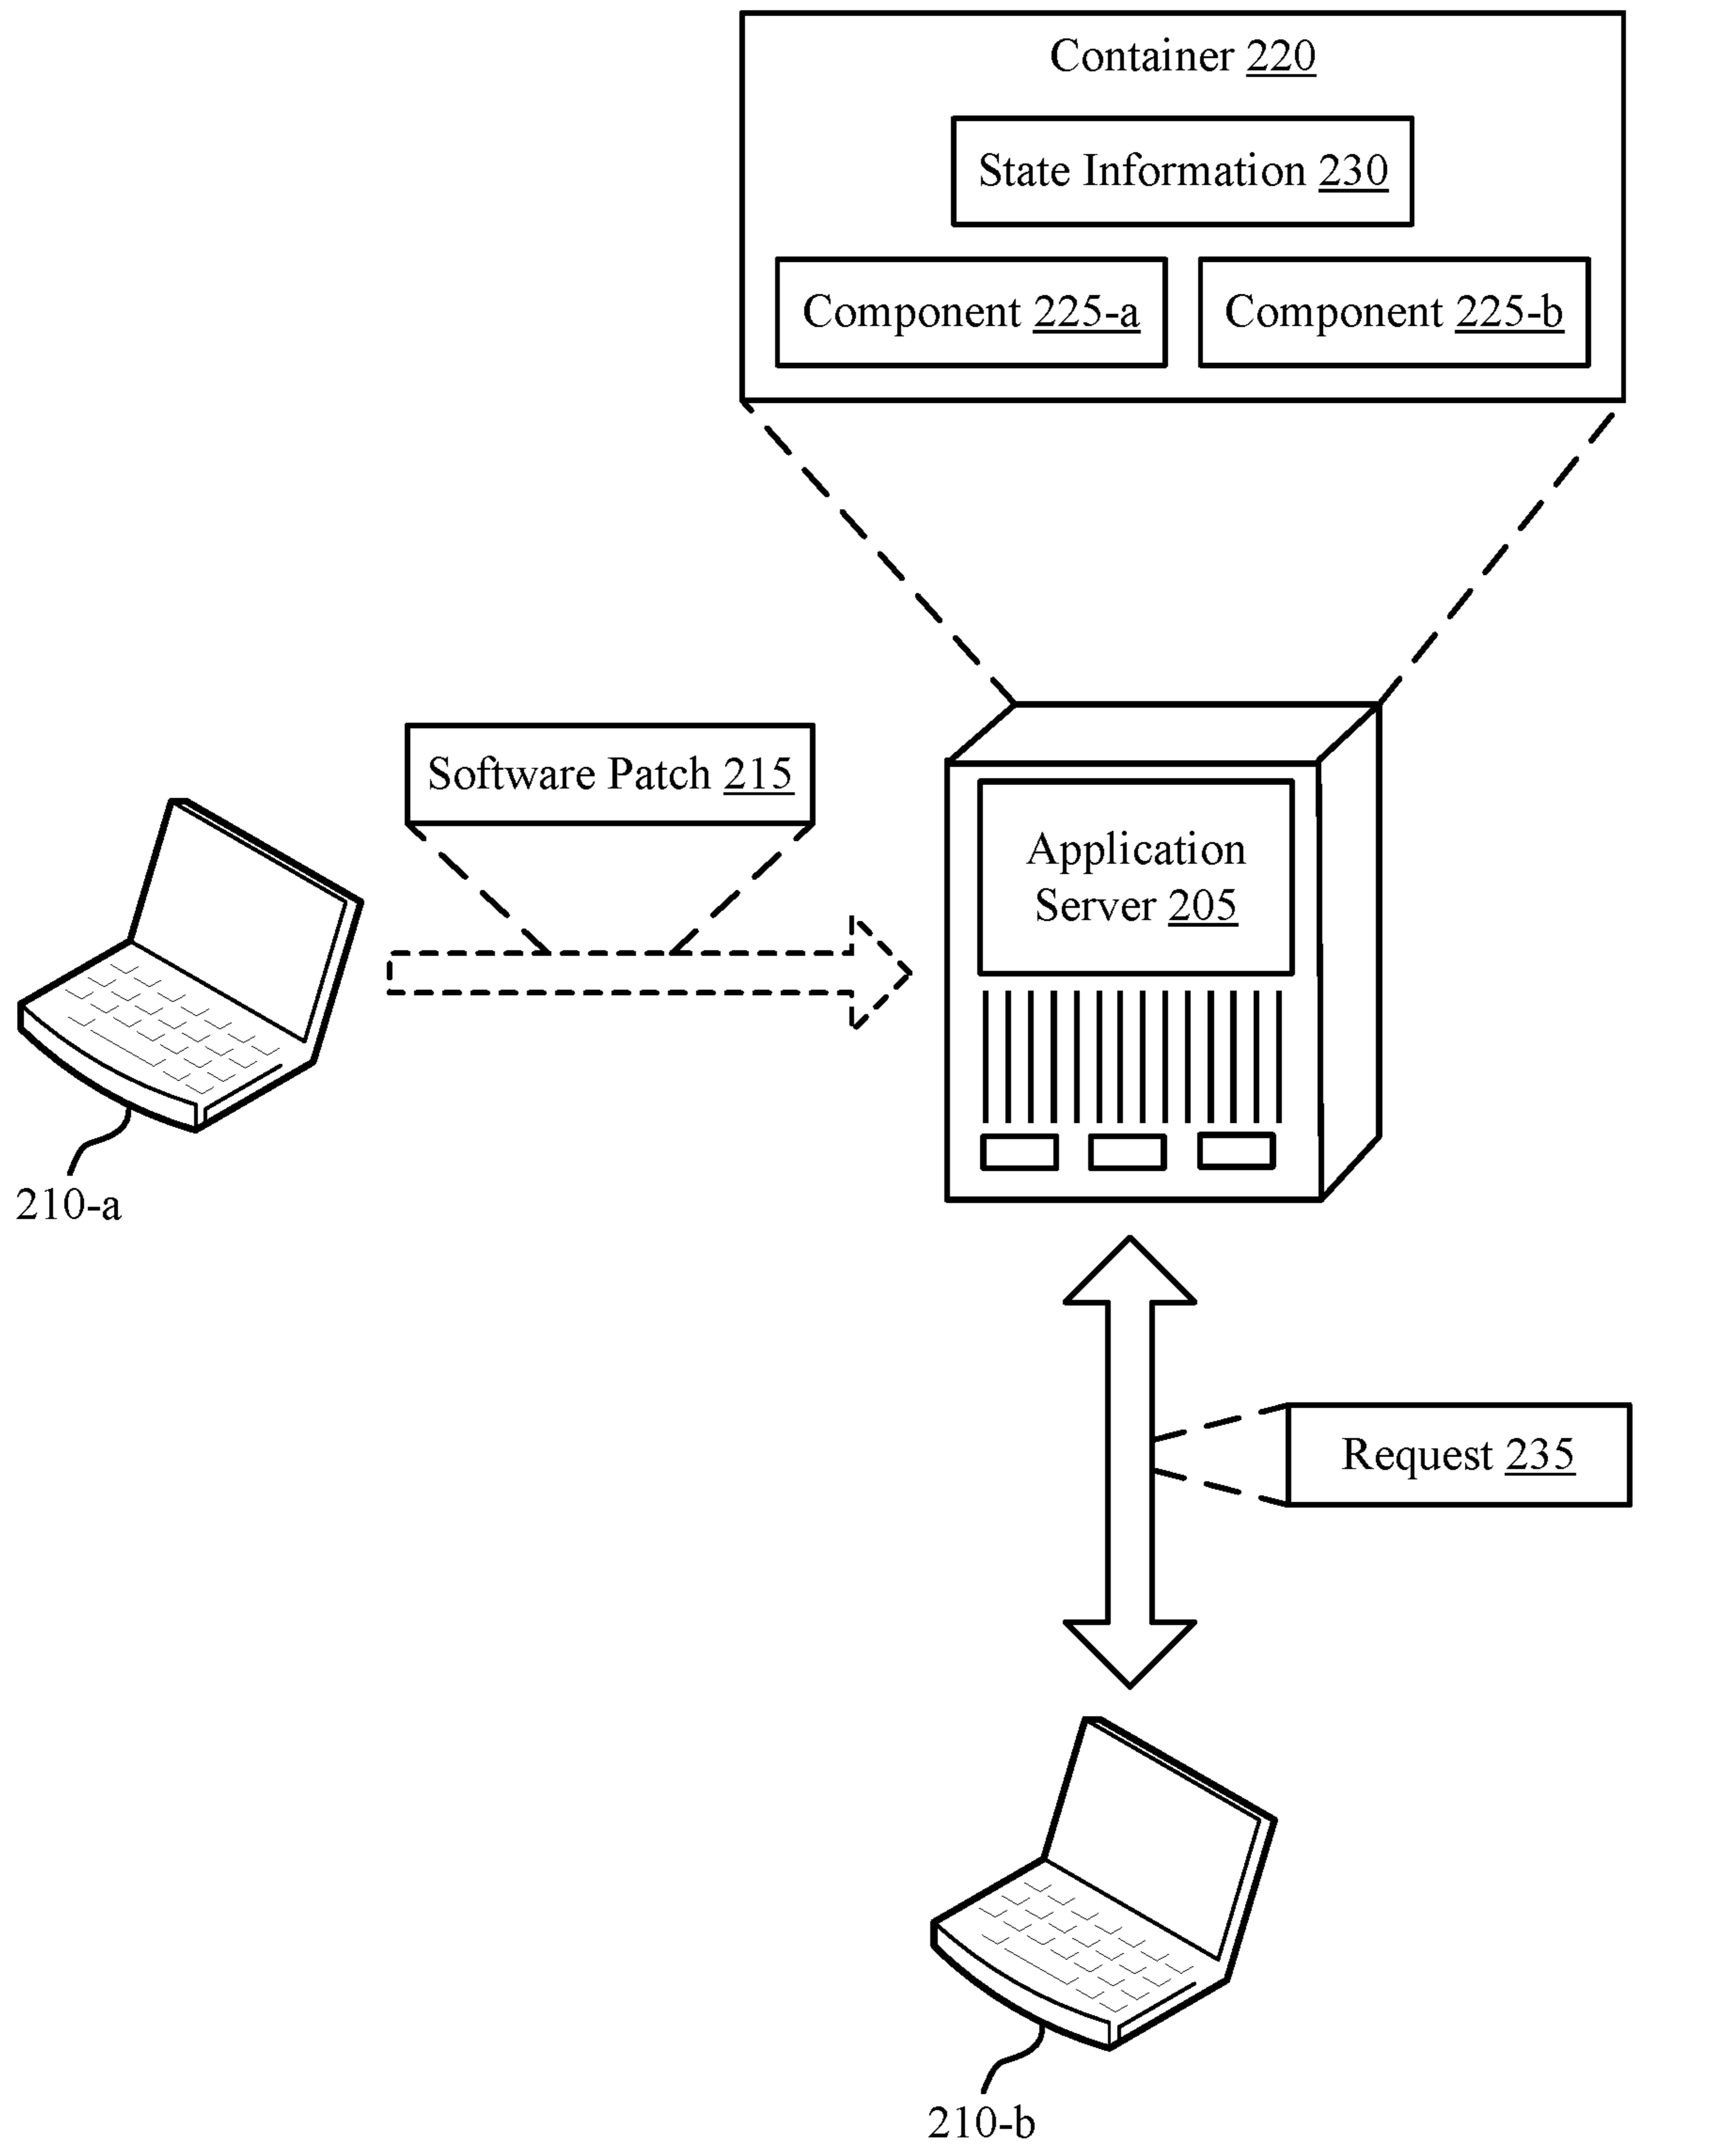 Container 220
State Information 230
Component 225-a
Component 225-b
Software Patch 215
Application
Server 205
210-a
Request 235
210-b